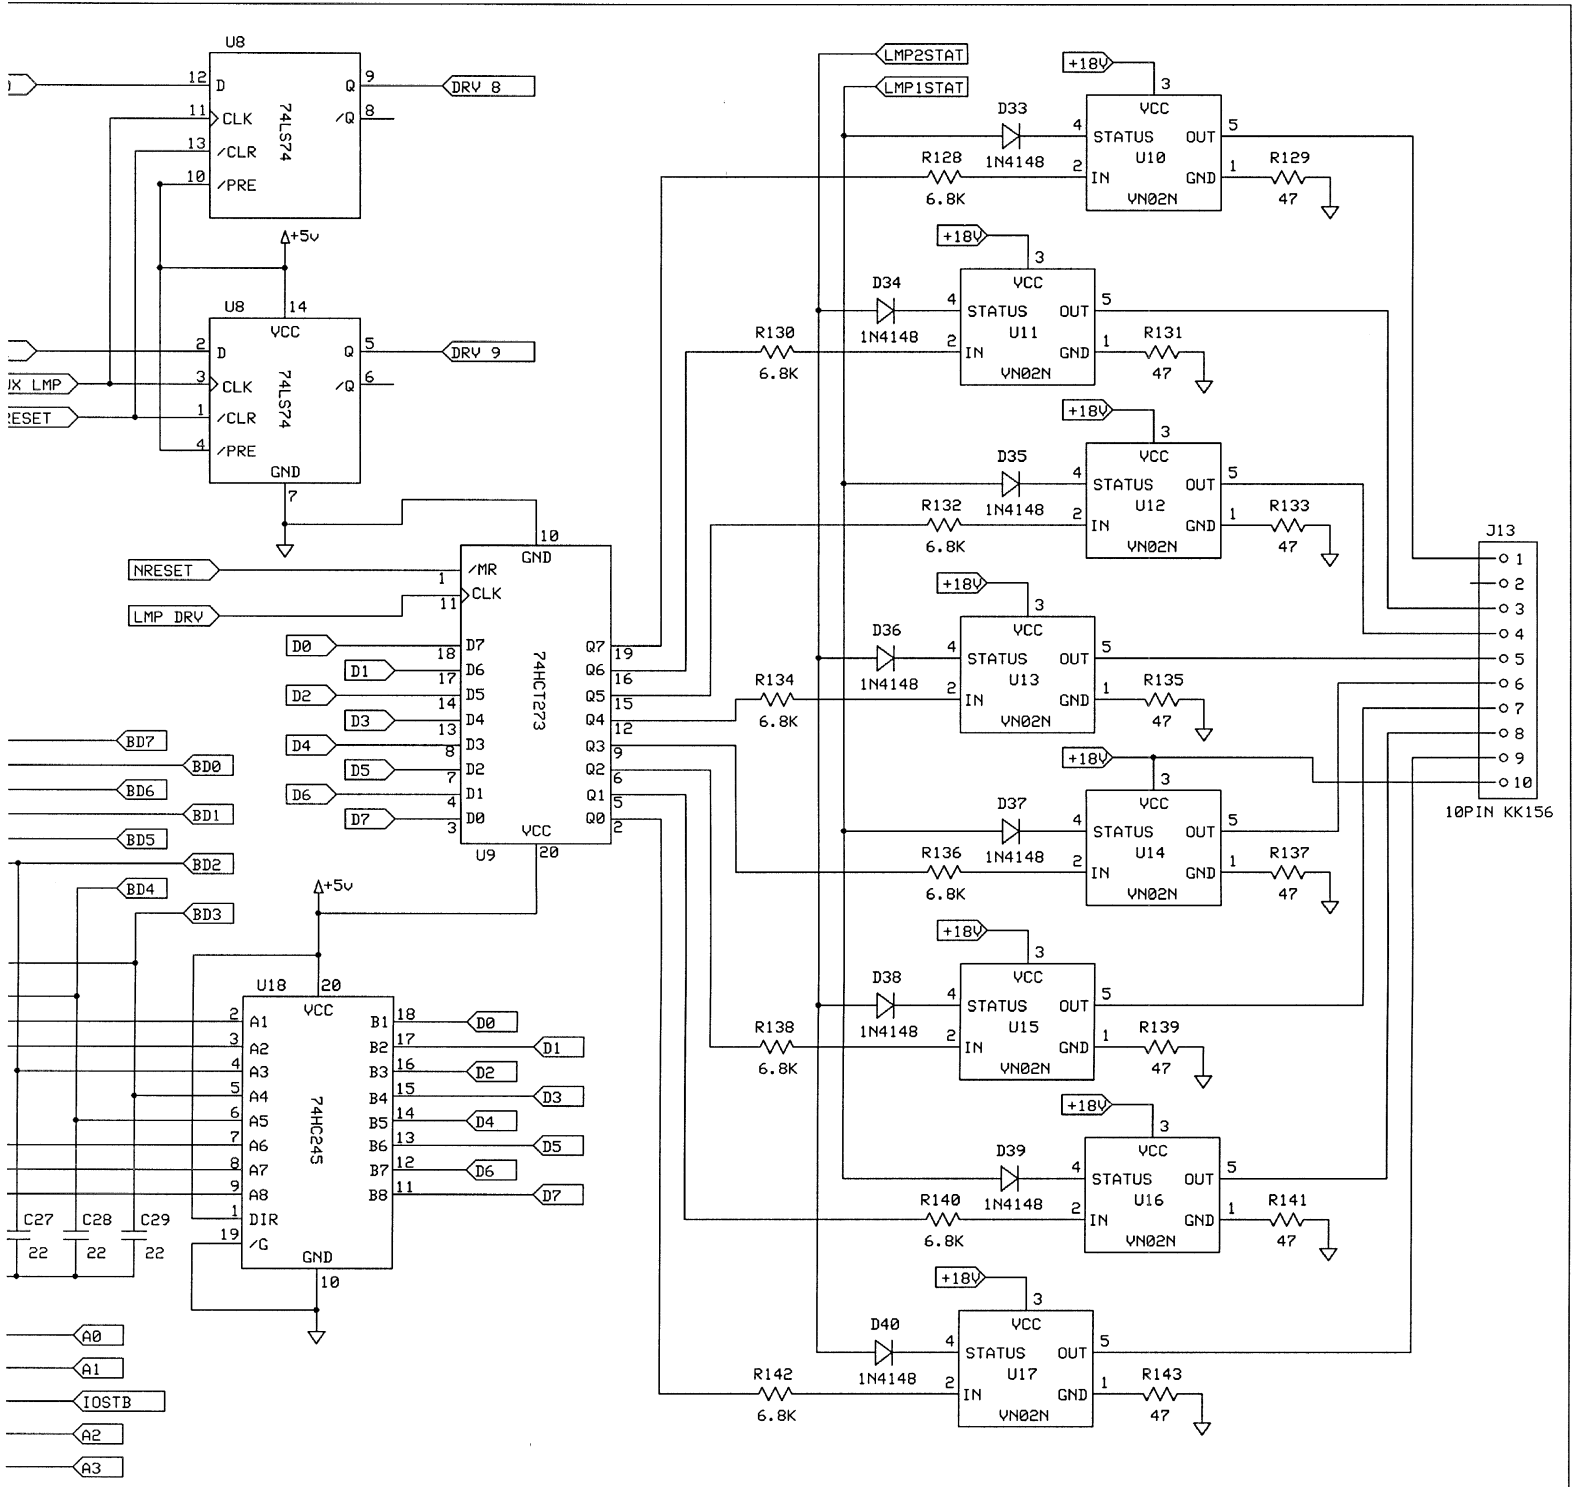 U8
12 D Q 9 DRV 8
11 CLK /Q 8
13 /CLR
10 /PRE
74LS74
+5v
U8
14
VCC
2 D Q 5 DRV 9
3 CLK /Q 6
1 /CLR
4 /PRE
74LS74
GND
7
UX LMP
RESET
NRESET
LMP DRV
10
GND
1 /MR
11 CLK
D0 18 D7 Q7 19
D1 17 D6 Q6 16
D2 14 D5 Q5 15
D3 13 D4 Q4 12
D4 8 D3 Q3 9
D5 7 D2 Q2 6
D6 4 D1 Q1 5
D7 3 D0 Q0 2
74HCT273
VCC
U9 20
BD7
BD0
BD6
BD1
BD5
BD2
BD4
BD3
+5v
U18 20
VCC
2 A1 B1 18 D0
3 A2 B2 17 D1
4 A3 B3 16 D2
5 A4 B4 15 D3
6 A5 B5 14 D4
7 A6 B6 13 D5
8 A7 B7 12 D6
9 A8 B8 11 D7
1 DIR
19 /G
74HC245
GND
10
C27 C28 C29
22 22 22
A0
A1
IOSTB
A2
A3
LMP2STAT
LMP1STAT
+18V
3
VCC
D33
1N4148
4 STATUS OUT 5
U10
R128
6.8K
2 IN GND 1
VN02N
R129
47
+18V
3
VCC
D34
1N4148
4 STATUS OUT 5
U11
R130
6.8K
2 IN GND 1
VN02N
R131
47
+18V
3
VCC
D35
1N4148
4 STATUS OUT 5
U12
R132
6.8K
2 IN GND 1
VN02N
R133
47
+18V
3
VCC
D36
1N4148
4 STATUS OUT 5
U13
R134
6.8K
2 IN GND 1
VN02N
R135
47
+18V
3
VCC
D37
1N4148
4 STATUS OUT 5
U14
R136
6.8K
2 IN GND 1
VN02N
R137
47
+18V
3
VCC
D38
1N4148
4 STATUS OUT 5
U15
R138
6.8K
2 IN GND 1
VN02N
R139
47
+18V
3
VCC
D39
1N4148
4 STATUS OUT 5
U16
R140
6.8K
2 IN GND 1
VN02N
R141
47
+18V
3
VCC
D40
1N4148
4 STATUS OUT 5
U17
R142
6.8K
2 IN GND 1
VN02N
R143
47
J13
1
2
3
4
5
6
7
8
9
10
10PIN KK156